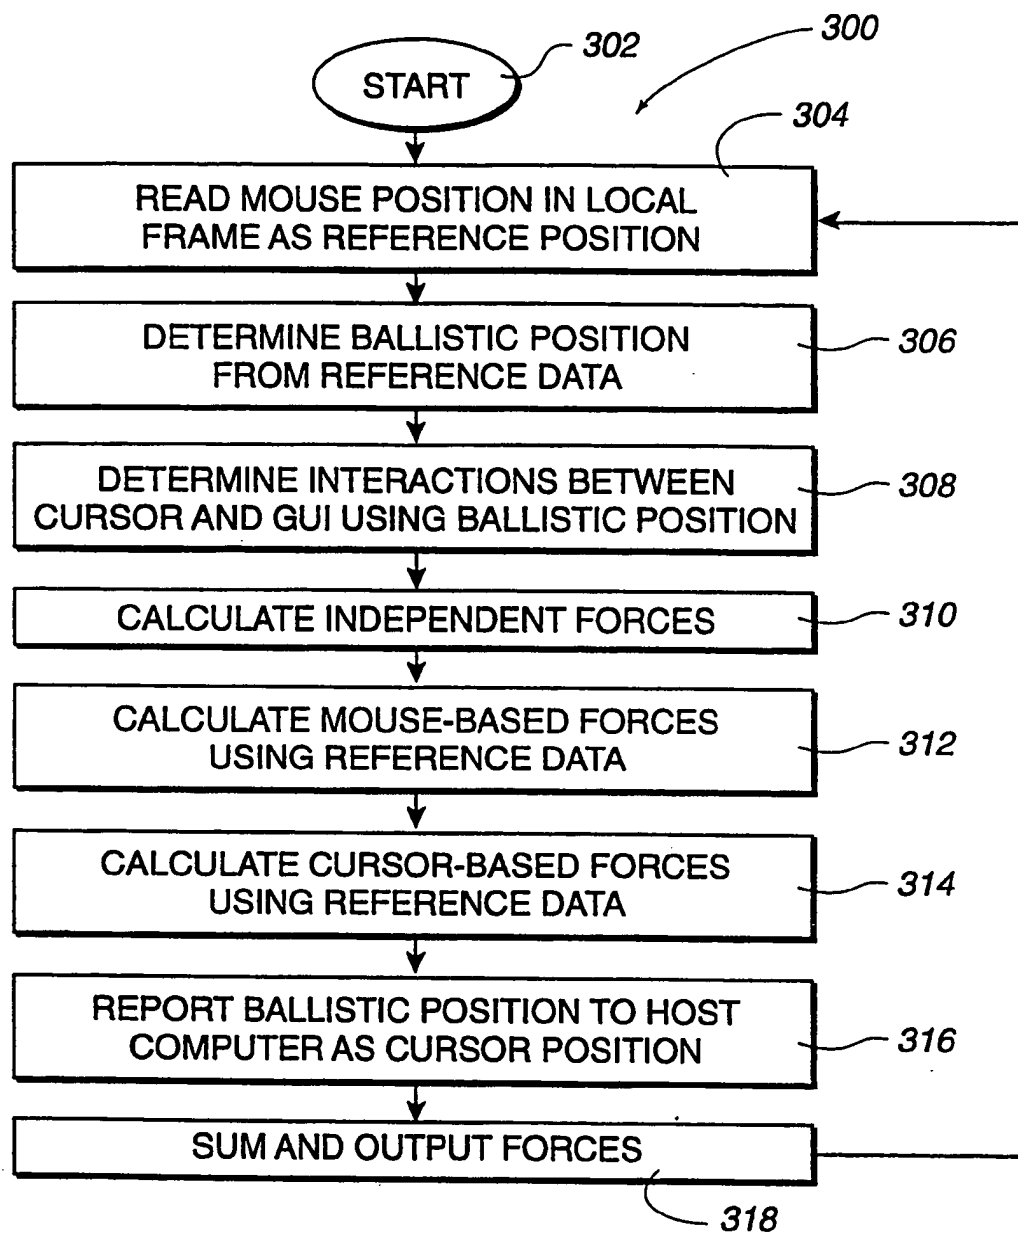 300
302
START
304
READ MOUSE POSITION IN LOCAL
FRAME AS REFERENCE POSITION
DETERMINE BALLISTIC POSITION
FROM REFERENCE DATA
306
DETERMINE INTERACTIONS BETWEEN
CURSOR AND GUI USING BALLISTIC POSITION
308
CALCULATE INDEPENDENT FORCES
310
CALCULATE MOUSE-BASED FORCES
USING REFERENCE DATA
312
CALCULATE CURSOR-BASED FORCES
USING REFERENCE DATA
314
REPORT BALLISTIC POSITION TO HOST
COMPUTER AS CURSOR POSITION
316
SUM AND OUTPUT FORCES
318